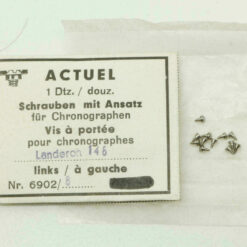 ACTUEL
1 Dtz. / douz.
Schrauben mit Ansatz
für Chronographen
Vis à portée
pour chronographes
Landeron 148
links / à gauche
Nr. 6902/8